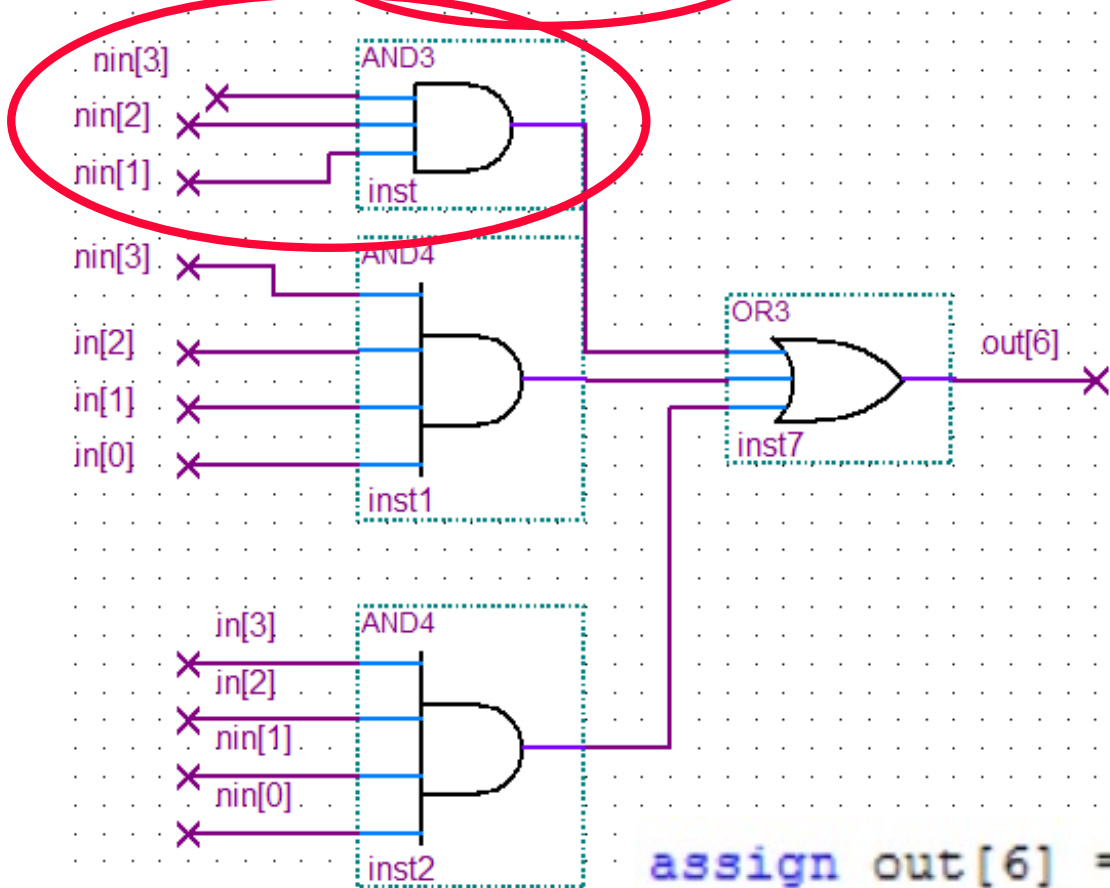 nin[3]
AND3
nin[2]
nin[1]
inst
nin[3]
AND4
in[2]
in[1]
in[0]
inst1
OR3
out[6]
inst7
in[3]
AND4
in[2]
nin[1]
nin[0]
inst2
assign out[6] =